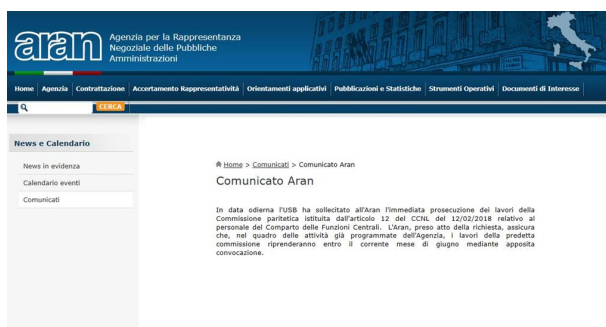 aran
Agenzia per la Rappresentanza
Negoziale delle Pubbliche
Amministrazioni
Home Agenzia Contrattazione Accertamento Rappresentatività Orientamenti applicativi Pubblicazioni e Statistiche Strumenti Operativi Documenti di Interesse
CERCA
News e Calendario
News in evidenza
Calendario eventi
Comunicati
Home > Comunicati > Comunicato Aran
Comunicato Aran
In data odierna l'USB ha sollecitato all'Aran l'immediata prosecuzione dei lavori della
Commissione paritetica istituita dall'articolo 12 del CCNL del 12/02/2018 relativo al
personale del Comparto delle Funzioni Centrali. L'Aran, preso atto della richiesta, assicura
che, nel quadro delle attività già programmate dell'Agenzia, i lavori della predetta
commissione riprenderanno entro il corrente mese di giugno mediante apposita
convocazione.